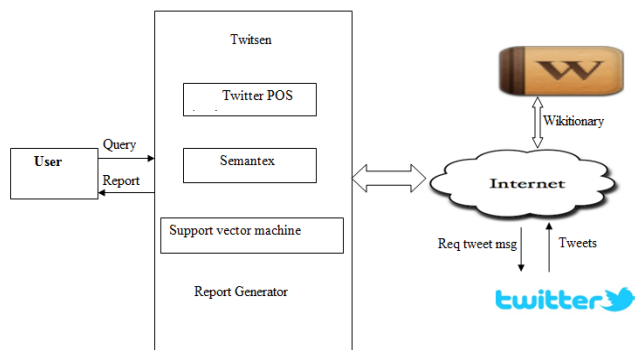 Twitsen
Twitter POS
Query
User
Semantex
Report
Support vector machine
Report Generator
W
Wikitionary
Internet
Req tweet msg
Tweets
twitter